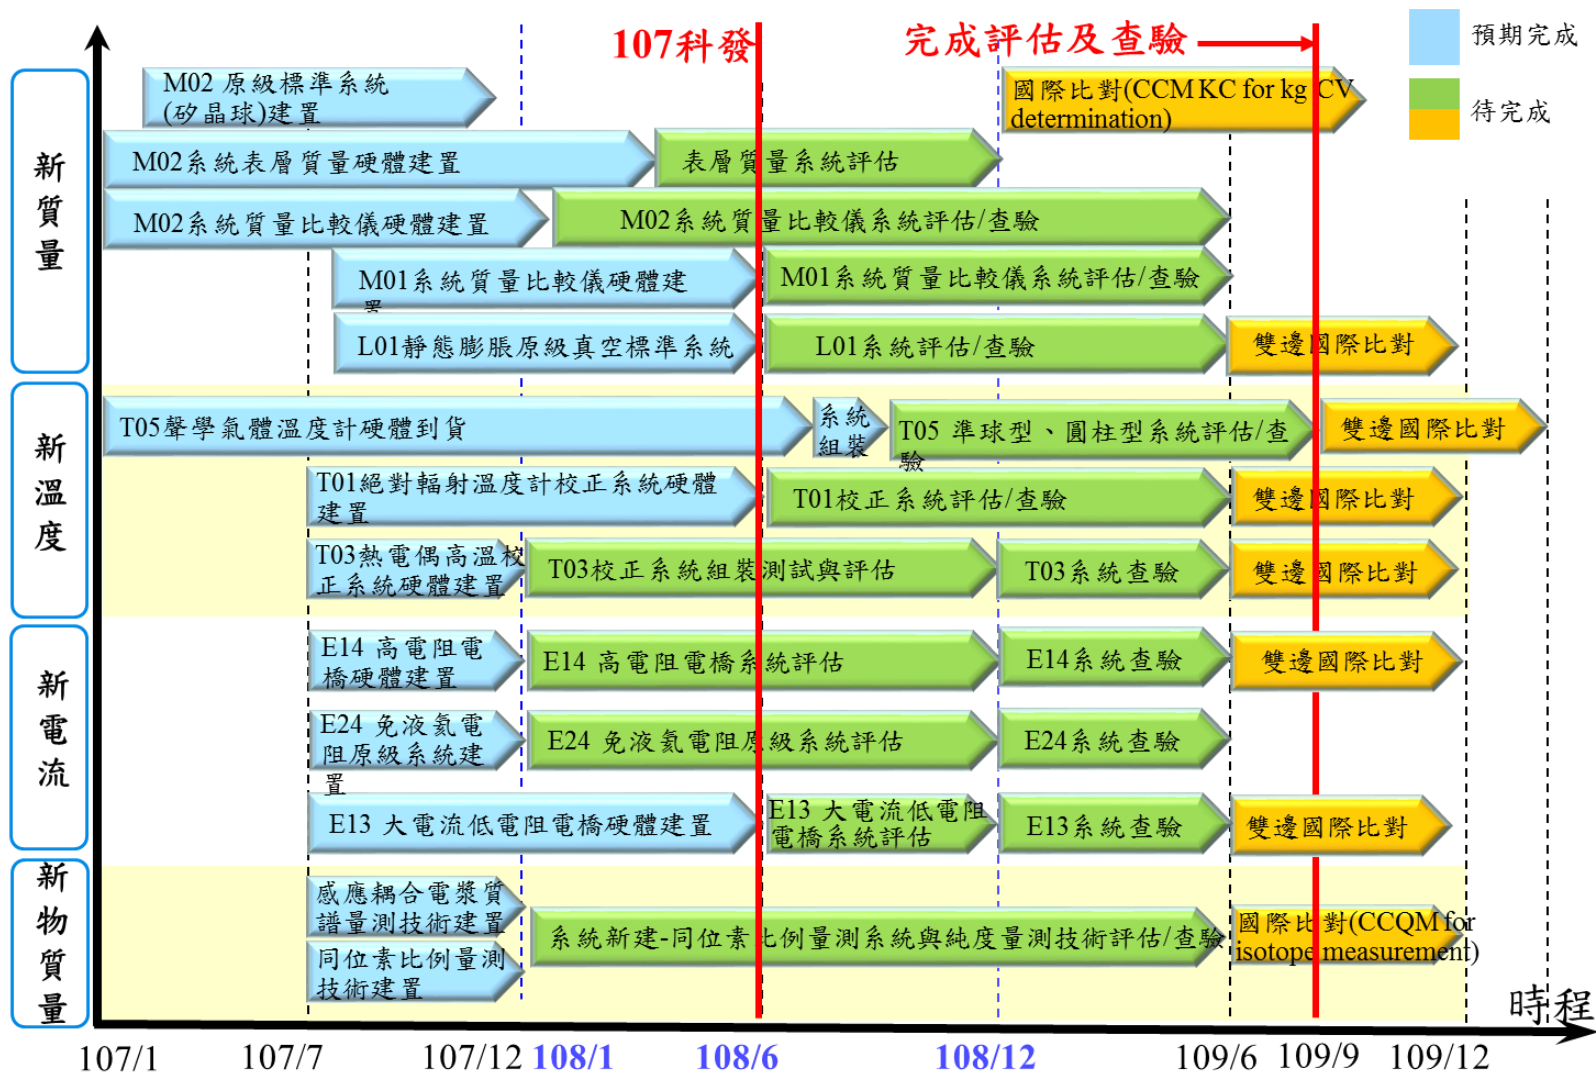 107科發
完成評估及查驗
預期完成
待完成
新質量
M02 原級標準系統
(矽晶球)建置
國際比對(CCM KC for kg CV
determination)
M02系統表層質量硬體建置
表層質量系統評估
M02系統質量比較儀硬體建置
M02系統質量比較儀系統評估/查驗
M01系統質量比較儀硬體建
置
M01系統質量比較儀系統評估/查驗
L01靜態膨脹原級真空標準系統
L01系統評估/查驗
雙邊國際比對
新溫度
T05聲學氣體溫度計硬體到貨
系統
組裝
T05 準球型、圓柱型系統評估/查
驗
雙邊國際比對
T01絕對輻射溫度計校正系統硬體
建置
T01校正系統評估/查驗
雙邊國際比對
T03熱電偶高溫校
正系統硬體建置
T03校正系統組裝測試與評估
T03系統查驗
雙邊國際比對
新電流
E14 高電阻電
橋硬體建置
E14 高電阻電橋系統評估
E14系統查驗
雙邊國際比對
E24 免液氦電
阻原級系統建
置
E24 免液氦電阻原級系統評估
E24系統查驗
E13 大電流低電阻電橋硬體建置
E13 大電流低電阻
電橋系統評估
E13系統查驗
雙邊國際比對
新物質量
感應耦合電漿質
譜量測技術建置
同位素比例量測
技術建置
系統新建-同位素比例量測系統與純度量測技術評估/查驗
國際比對(CCQM for
isotope measurement)
時程
107/1
107/7
107/12
108/1
108/6
108/12
109/6
109/9
109/12